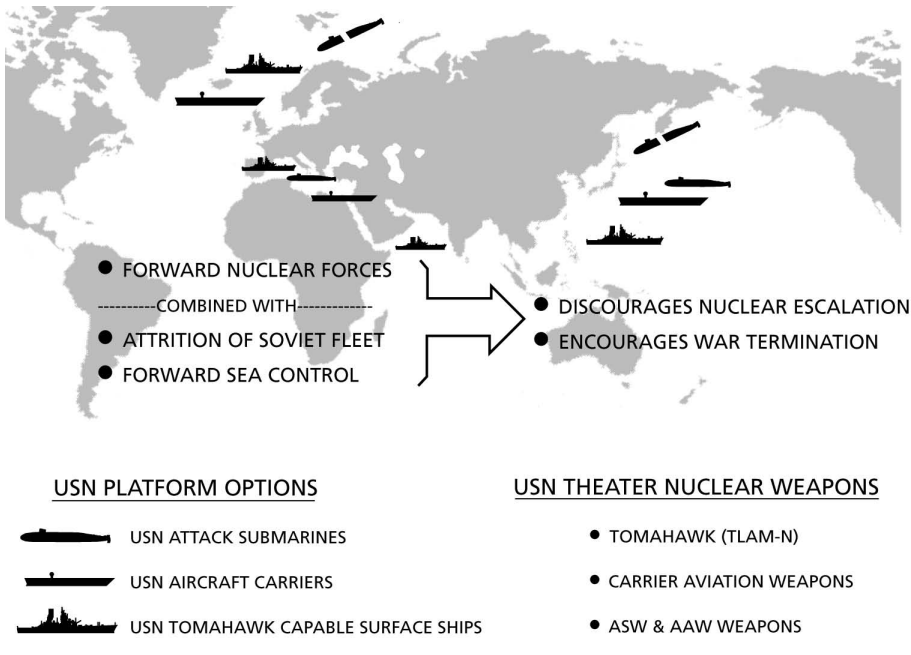 ● FORWARD NUCLEAR FORCES
----------COMBINED WITH-------------
● ATTRITION OF SOVIET FLEET
● FORWARD SEA CONTROL
● DISCOURAGES NUCLEAR ESCALATION
● ENCOURAGES WAR TERMINATION
USN PLATFORM OPTIONS
USN ATTACK SUBMARINES
USN AIRCRAFT CARRIERS
USN TOMAHAWK CAPABLE SURFACE SHIPS
USN THEATER NUCLEAR WEAPONS
● TOMAHAWK (TLAM-N)
● CARRIER AVIATION WEAPONS
● ASW & AAW WEAPONS